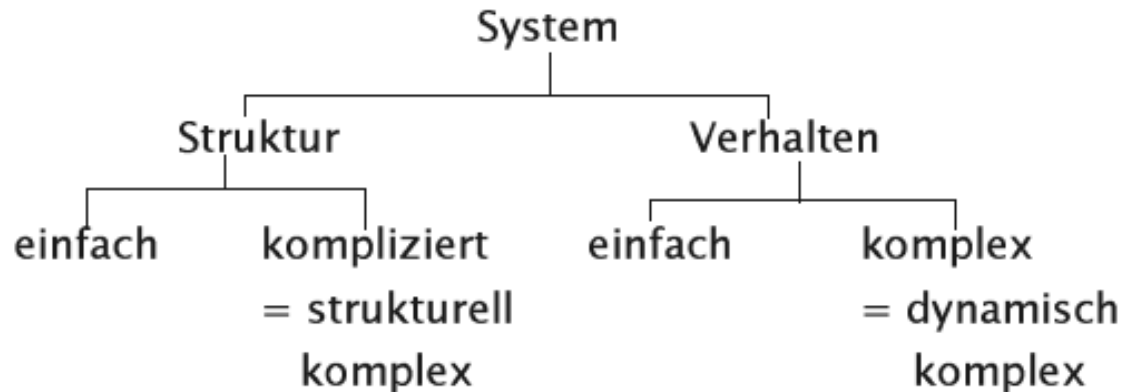 System
Struktur Verhalten
einfach kompliziert einfach komplex
= strukturell = dynamisch
komplex komplex